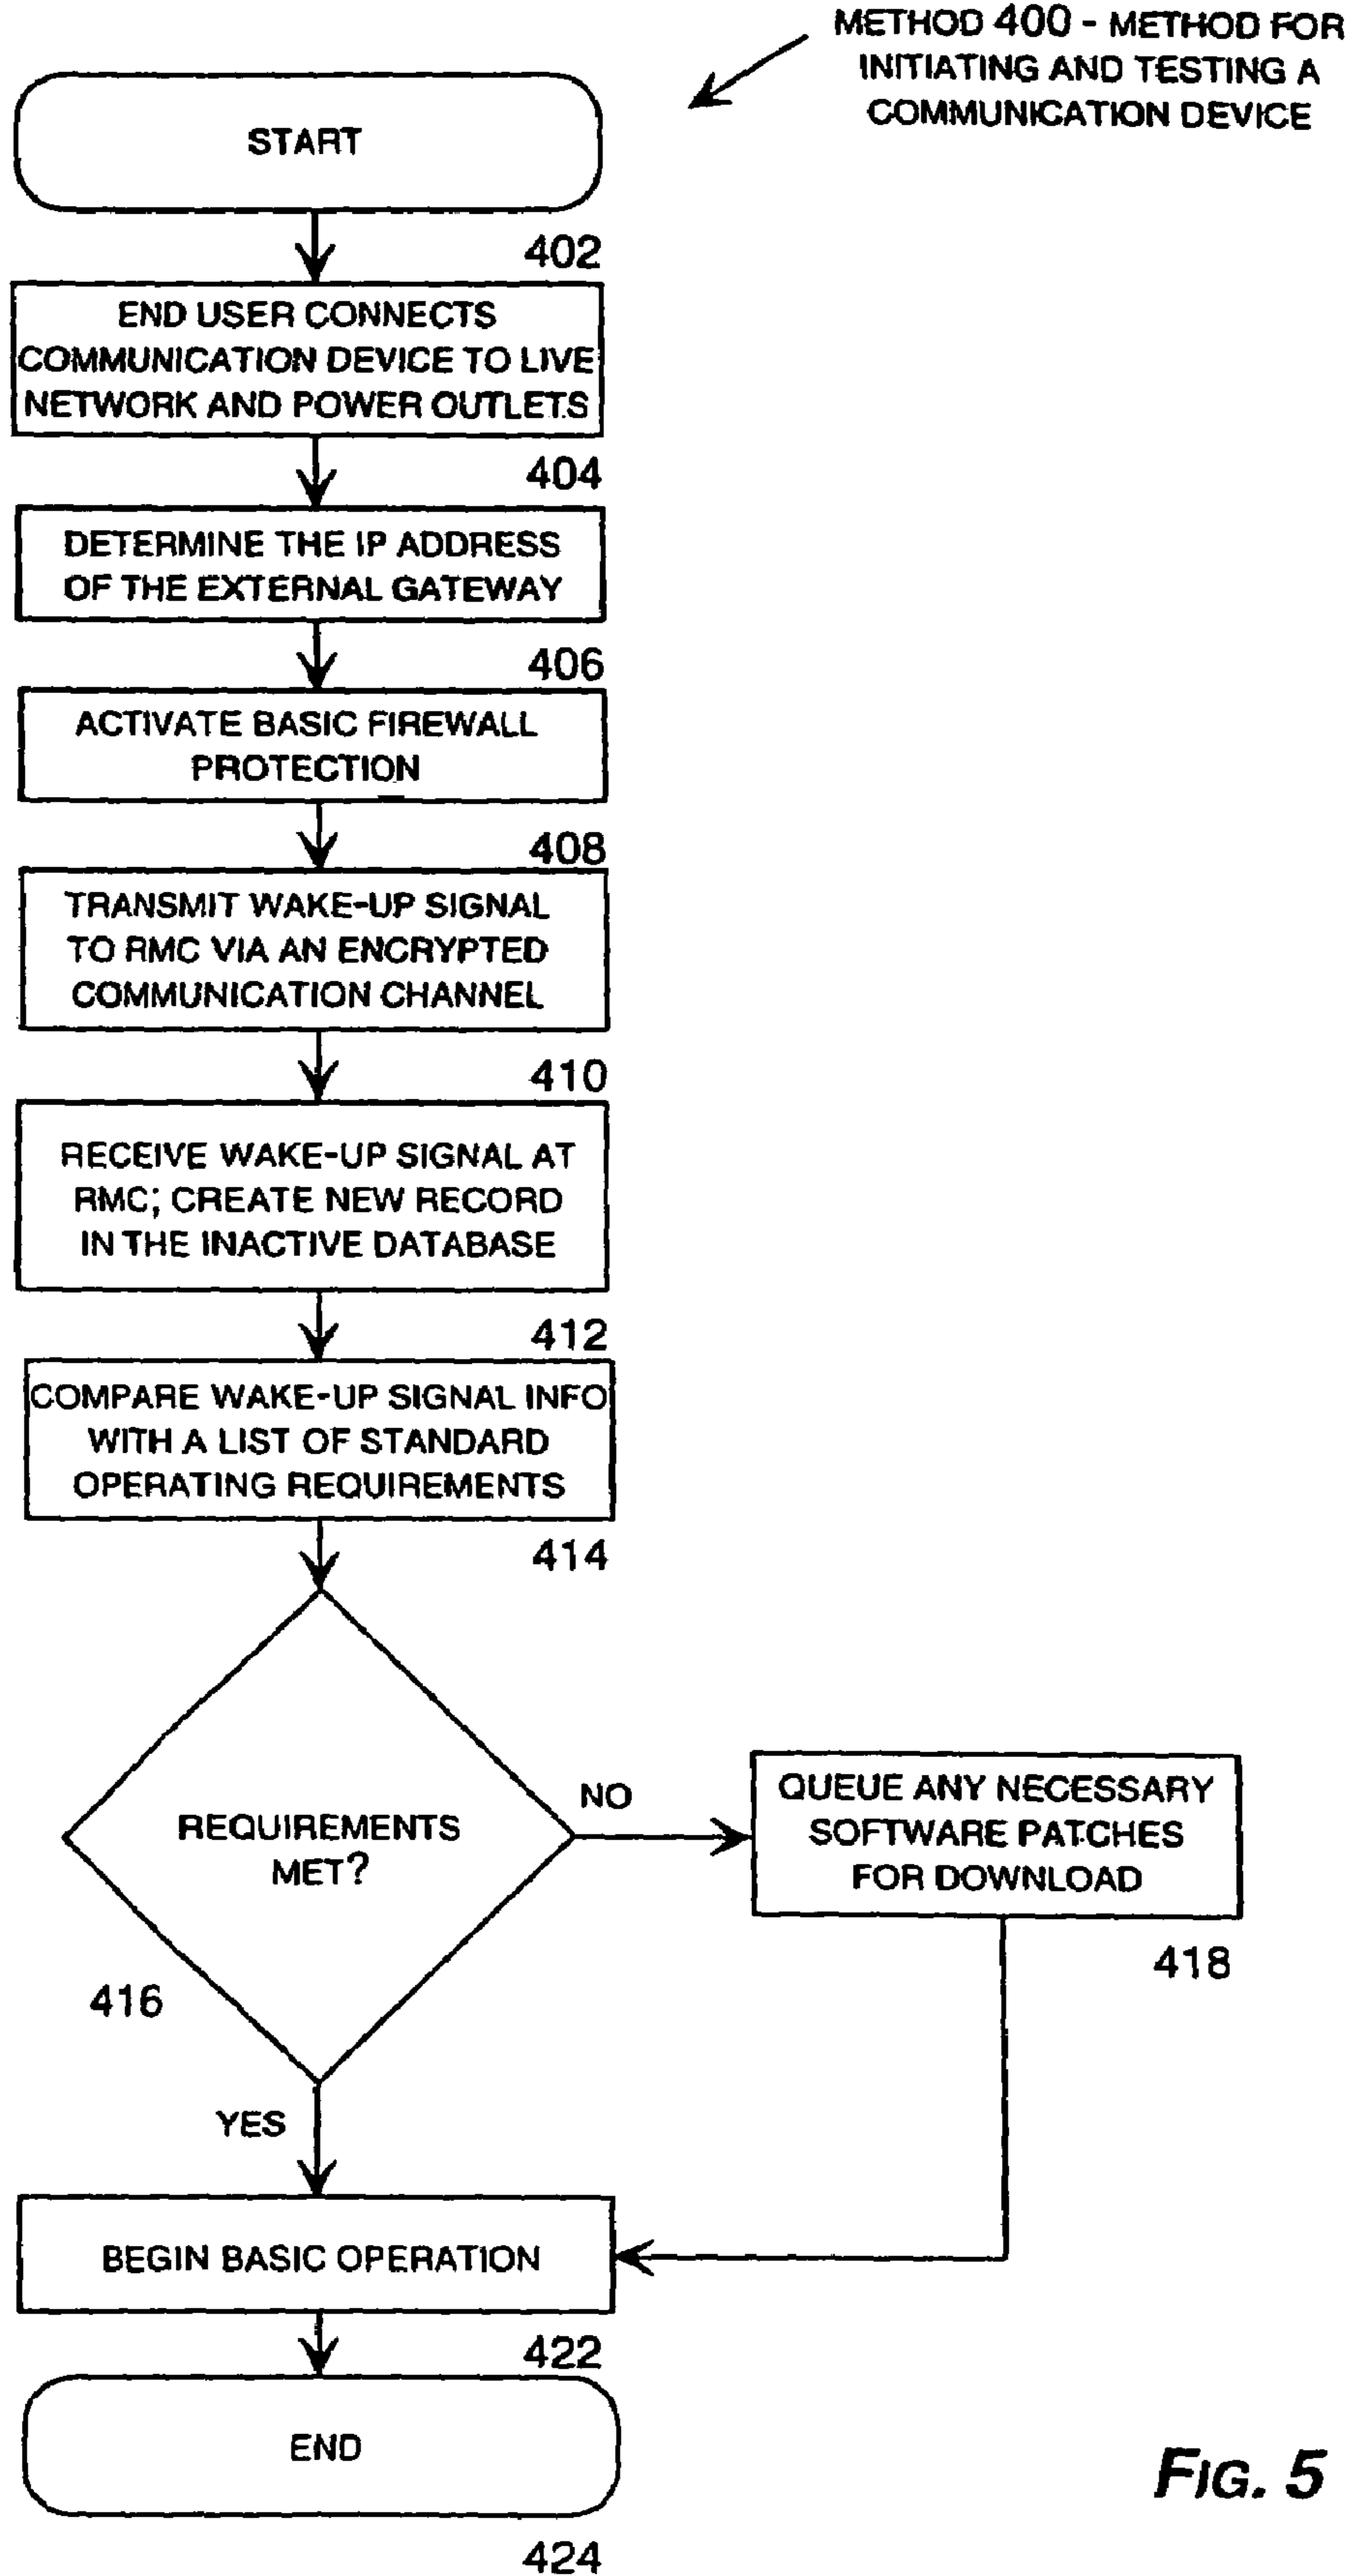 METHOD 400 - METHOD FOR
INITIATING AND TESTING A
COMMUNICATION DEVICE
START
402
END USER CONNECTS
COMMUNICATION DEVICE TO LIVE
NETWORK AND POWER OUTLETS
404
DETERMINE THE IP ADDRESS
OF THE EXTERNAL GATEWAY
406
ACTIVATE BASIC FIREWALL
PROTECTION
408
TRANSMIT WAKE-UP SIGNAL
TO RMC VIA AN ENCRYPTED
COMMUNICATION CHANNEL
410
RECEIVE WAKE-UP SIGNAL AT
RMC; CREATE NEW RECORD
IN THE INACTIVE DATABASE
412
COMPARE WAKE-UP SIGNAL INFO
WITH A LIST OF STANDARD
OPERATING REQUIREMENTS
414
REQUIREMENTS
MET?
NO
QUEUE ANY NECESSARY
SOFTWARE PATCHES
FOR DOWNLOAD
418
416
YES
BEGIN BASIC OPERATION
422
END
424
FIG. 5